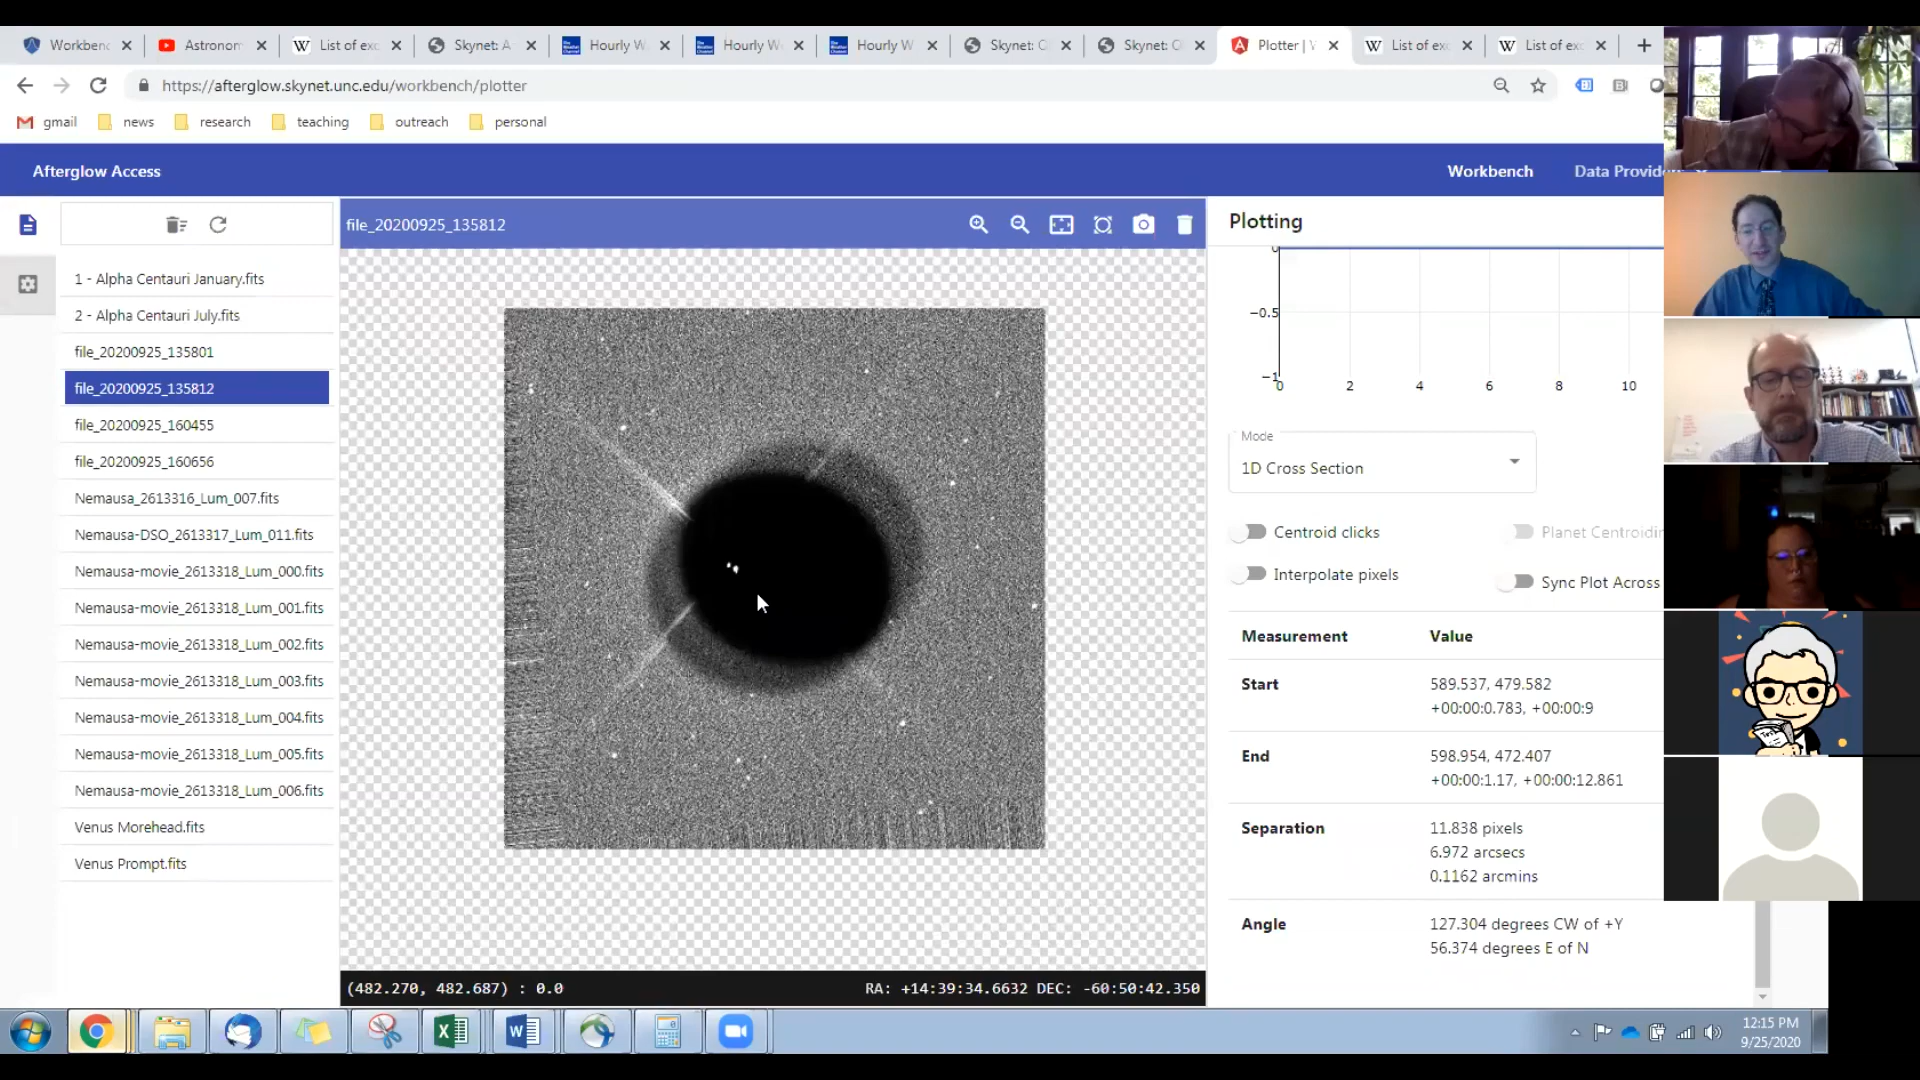 Workbenc
Astronom
List of exc
Skynet: A
Hourly W
Hourly W
Hourly W
Skynet: O
Skynet: O
Plotter |
List of exc
List of exc
https://afterglow.skynet.unc.edu/workbench/plotter
gmail news research teaching outreach personal
Afterglow Access
Workbench
Data Provid
file_20200925_135812
Plotting
1 - Alpha Centauri January.fits
2 - Alpha Centauri July.fits
file_20200925_135801
file_20200925_135812
file_20200925_160455
file_20200925_160656
Nemausa_2613316_Lum_007.fits
Nemausa-DSO_2613317_Lum_011.fits
Nemausa-movie_2613318_Lum_000.fits
Nemausa-movie_2613318_Lum_001.fits
Nemausa-movie_2613318_Lum_002.fits
Nemausa-movie_2613318_Lum_003.fits
Nemausa-movie_2613318_Lum_004.fits
Nemausa-movie_2613318_Lum_005.fits
Nemausa-movie_2613318_Lum_006.fits
Venus Morehead.fits
Venus Prompt.fits
0
−0.5
−1
0 2 4 6 8 10
Mode
1D Cross Section
Centroid clicks
Planet Centroidin
Interpolate pixels
Sync Plot Across
Measurement Value
Start 589.537, 479.582
+00:00:0.783, +00:00:9
End 598.954, 472.407
+00:00:1.17, +00:00:12.861
Separation 11.838 pixels
6.972 arcsecs
0.1162 arcmins
Angle 127.304 degrees CW of +Y
56.374 degrees E of N
(482.270, 482.687) : 0.0
RA: +14:39:34.6632 DEC: -60:50:42.350
12:15 PM
9/25/2020